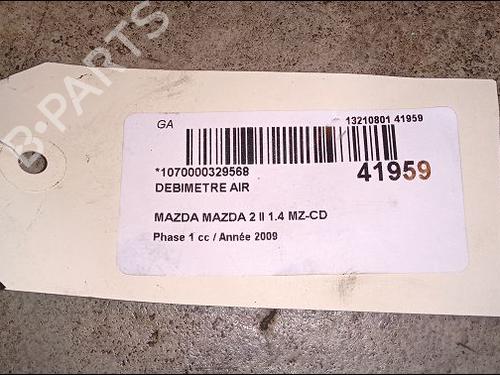 B-PARTS
GA
13210801 41959
*1070000329568
41959
DEBIMETRE AIR
MAZDA MAZDA 2 II 1.4 MZ-CD
Phase 1 cc / Année 2009